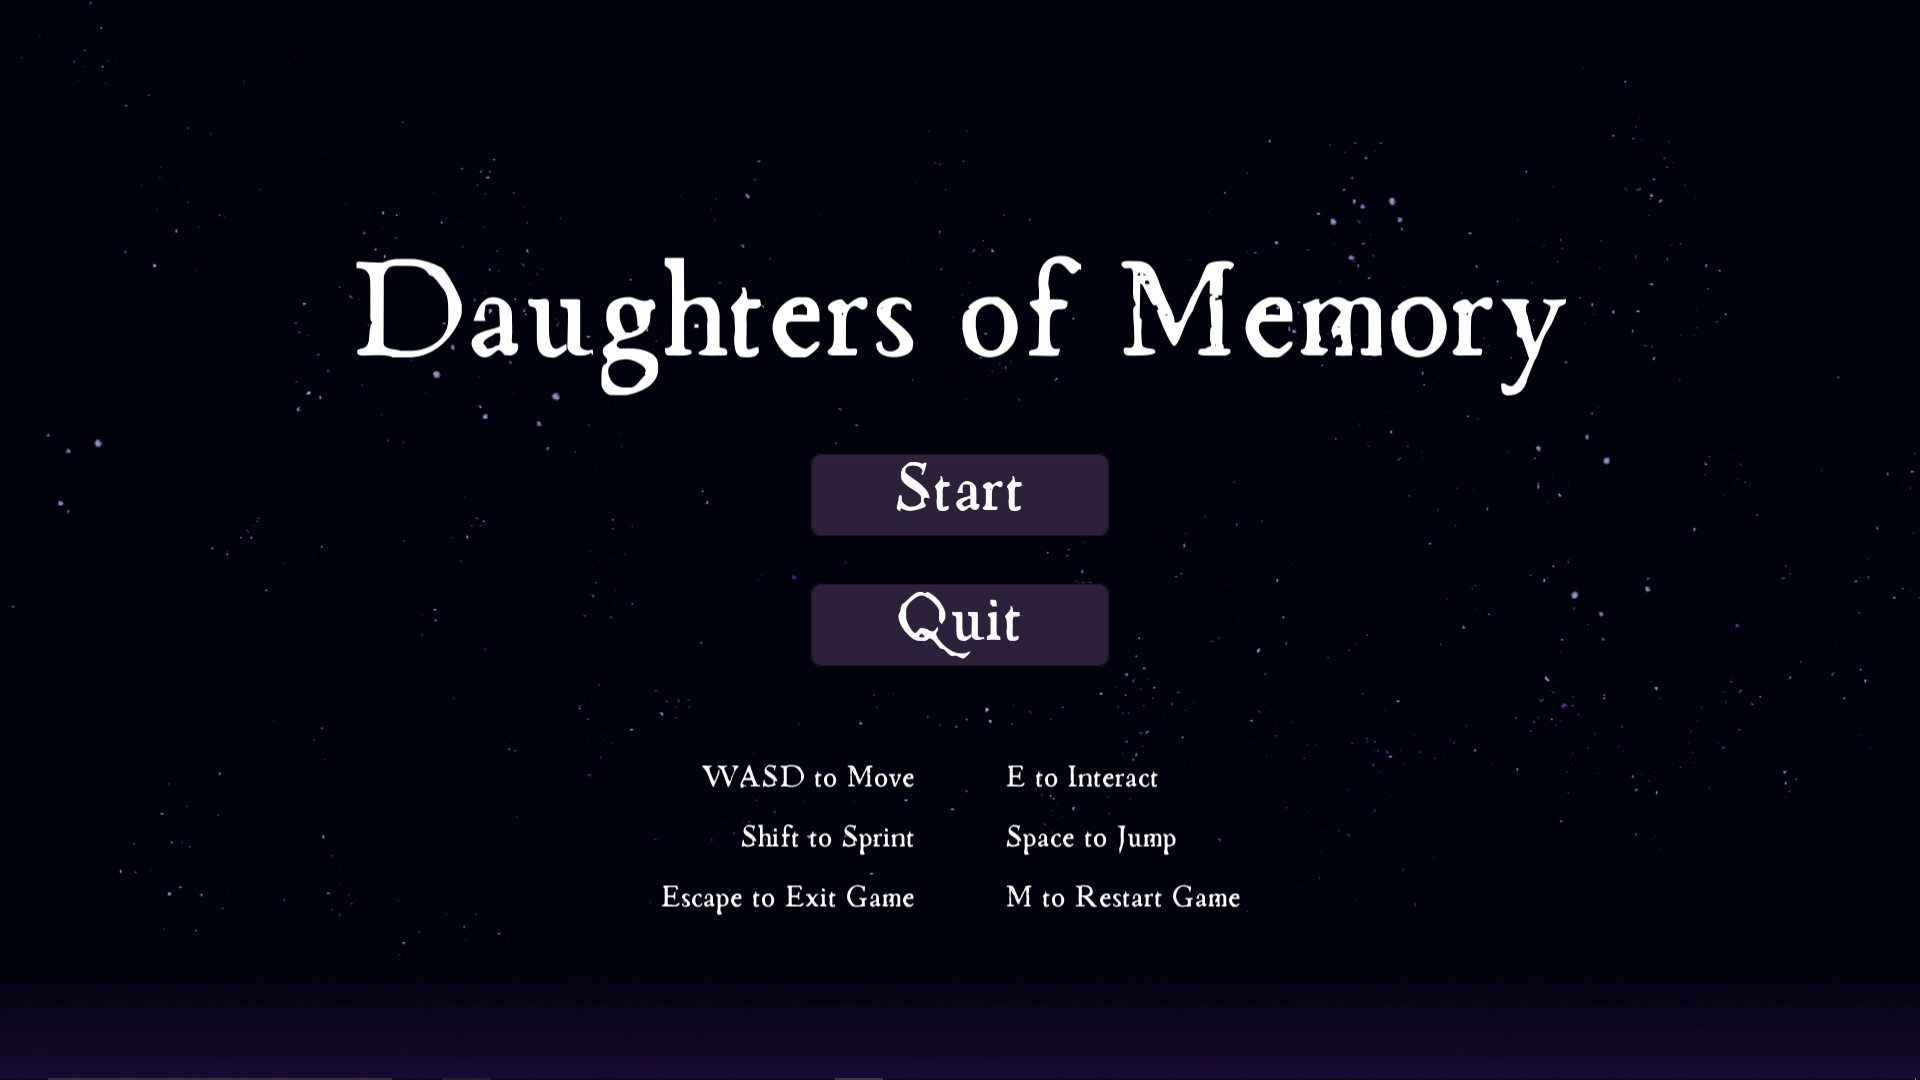 Daughters of Memory
Start
Quit
WASD to Move
E to Interact
Shift to Sprint
Space to Jump
Escape to Exit Game
M to Restart Game